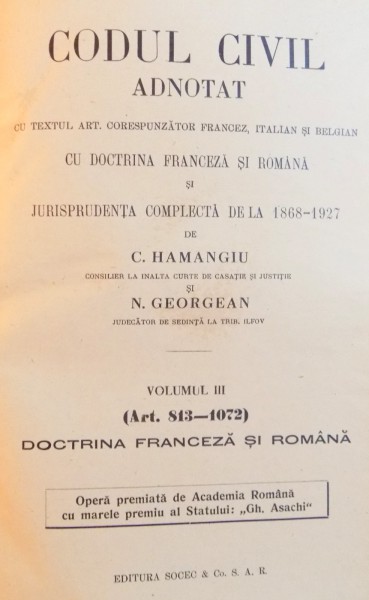 CODUL CIVIL
ADNOTAT
CU TEXTUL ART. CORESPUNZĂTOR FRANCEZ, ITALIAN ȘI BELGIAN
CU DOCTRINA FRANCEZĂ ȘI ROMÂNĂ
ȘI
JURISPRUDENȚA COMPLECTĂ DE LA 1868-1927
DE
C. HAMANGIU
CONSILIER LA INALTA CURTE DE CASAȚIE ȘI JUSTIȚIE
ȘI
N. GEORGEAN
JUDECĂTOR DE SEDINȚĂ LA TRIB. ILFOV
VOLUMUL III
(Art. 813—1072)
DOCTRINA FRANCEZĂ ȘI ROMÂNĂ
Operă premiată de Academia Română
cu marele premiu al Statului: „Gh. Asachi“
EDITURA SOCEC & Co. S. A. R.